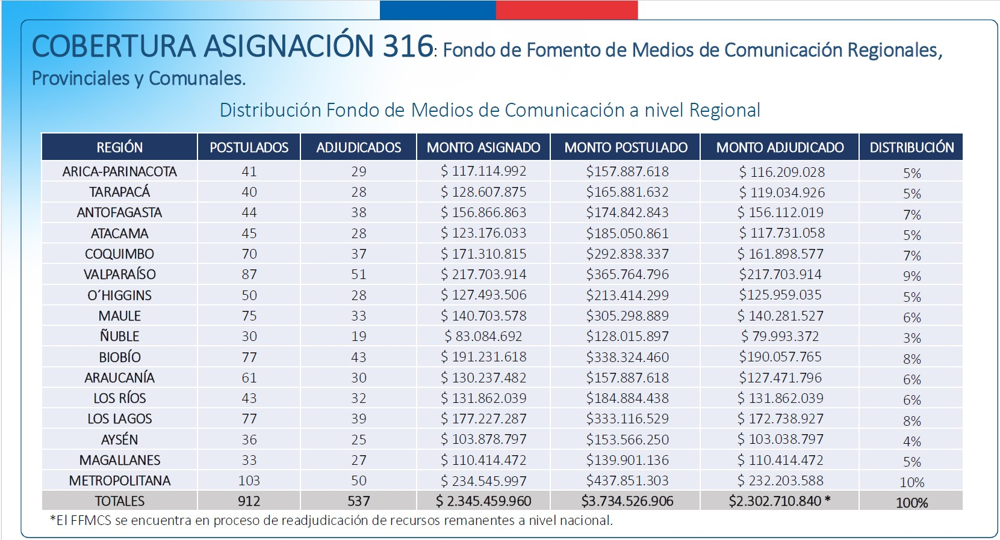 COBERTURA ASIGNACIÓN 316: Fondo de Fomento de Medios de Comunicación Regionales,
Provinciales y Comunales.
Distribución Fondo de Medios de Comunicación a nivel Regional
REGIÓN POSTULADOS ADJUDICADOS MONTO ASIGNADO MONTO POSTULADO MONTO ADJUDICADO DISTRIBUCIÓN
ARICA-PARINACOTA 41 29 $ 117.114.992 $157.887.618 $ 116.209.028 5%
TARAPACÁ 40 28 $ 128.607.875 $165.881.632 $ 119.034.926 5%
ANTOFAGASTA 44 38 $ 156.866.863 $174.842.843 $ 156.112.019 7%
ATACAMA 45 28 $ 123.176.033 $185.050.861 $ 117.731.058 5%
COQUIMBO 70 37 $ 171.310.815 $292.838.337 $ 161.898.577 7%
VALPARAÍSO 87 51 $ 217.703.914 $365.764.796 $217.703.914 9%
O´HIGGINS 50 28 $ 127.493.506 $213.414.299 $125.959.035 5%
MAULE 75 33 $ 140.703.578 $305.298.889 $ 140.281.527 6%
ÑUBLE 30 19 $ 83.084.692 $128.015.897 $ 79.993.372 3%
BIOBÍO 77 43 $ 191.231.618 $338.324.460 $190.057.765 8%
ARAUCANÍA 61 30 $ 130.237.482 $157.887.618 $127.471.796 6%
LOS RÍOS 43 32 $ 131.862.039 $184.884.438 $ 131.862.039 6%
LOS LAGOS 77 39 $ 177.227.287 $333.116.529 $ 172.738.927 8%
AYSÉN 36 25 $ 103.878.797 $153.566.250 $ 103.038.797 4%
MAGALLANES 33 27 $ 110.414.472 $139.901.136 $ 110.414.472 5%
METROPOLITANA 103 50 $ 234.545.997 $437.851.303 $ 232.203.588 10%
TOTALES 912 537 $ 2.345.459.960 $3.734.526.906 $2.302.710.840 * 100%
*El FFMCS se encuentra en proceso de readjudicación de recursos remanentes a nivel nacional.